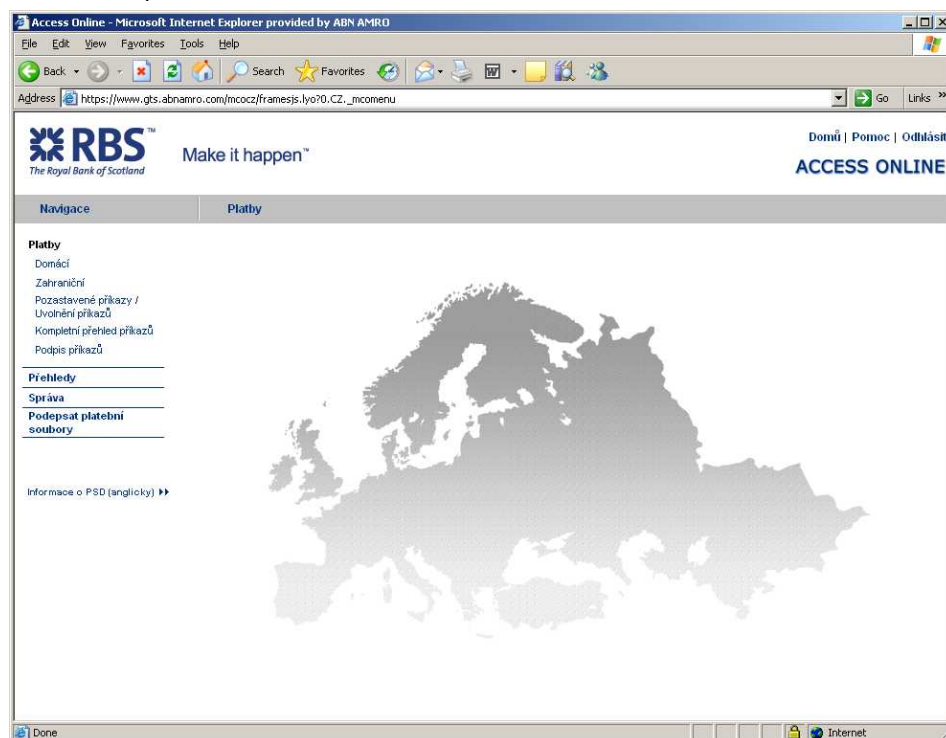 Access Online - Microsoft Internet Explorer provided by ABN AMRO
File Edit View Favorites Tools Help
Back Search Favorites
Address https://www.gts.abnamro.com/mcocz/framesjs.lyo?0.CZ._mcomenu Go Links »
RBS™
The Royal Bank of Scotland
Make it happen™
Domů | Pomoc | Odhlásit
ACCESS ONLINE
Navigace Platby
Platby
Domácí
Zahraniční
Pozastavené příkazy /
Uvolnění příkazů
Kompletní přehled příkazů
Podpis příkazů
Přehledy
Správa
Podepsat platební
soubory
Informace o PSD (anglicky)
Done Internet